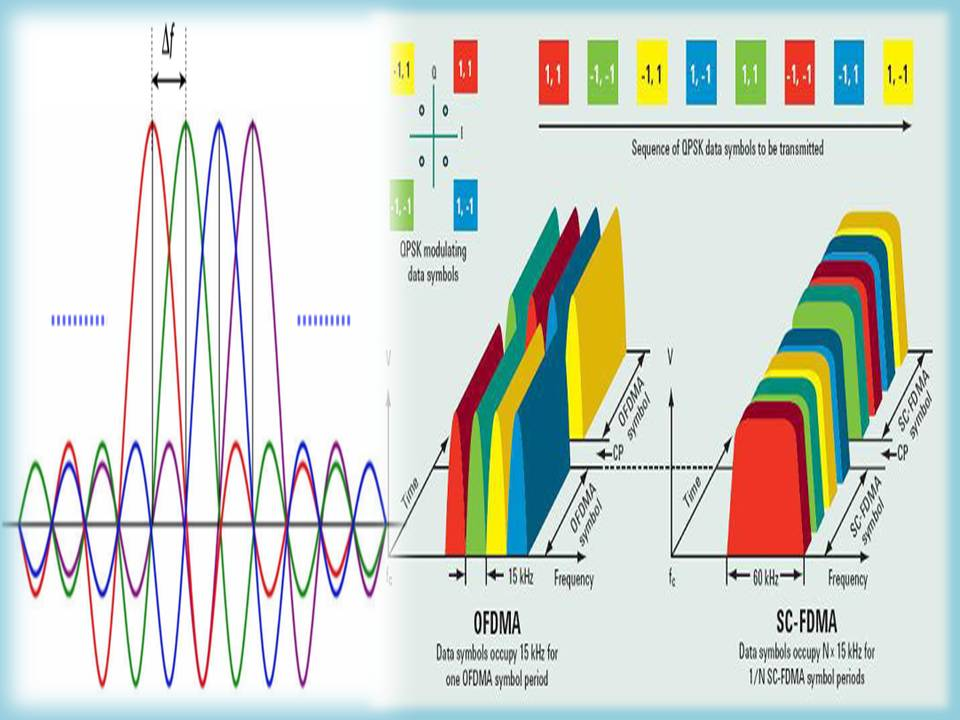 Δf
-1, 1
1, 1
Q
I
-1, -1
1, -1
QPSK modulating
data symbols
1, 1
-1, -1
-1, 1
1, -1
1, 1
-1, -1
-1, 1
1, -1
Sequence of QPSK data symbols to be transmitted
V
Time
OFDMA
symbol
CP
OFDMA
symbol
fc
15 kHz
Frequency
OFDMA
Data symbols occupy 15 kHz for
one OFDMA symbol period
V
Time
SC-FDMA
symbol
CP
SC-FDMA
symbol
fc
60 kHz
Frequency
SC-FDMA
Data symbols occupy N× 15 kHz for
1/N SC-FDMA symbol periods